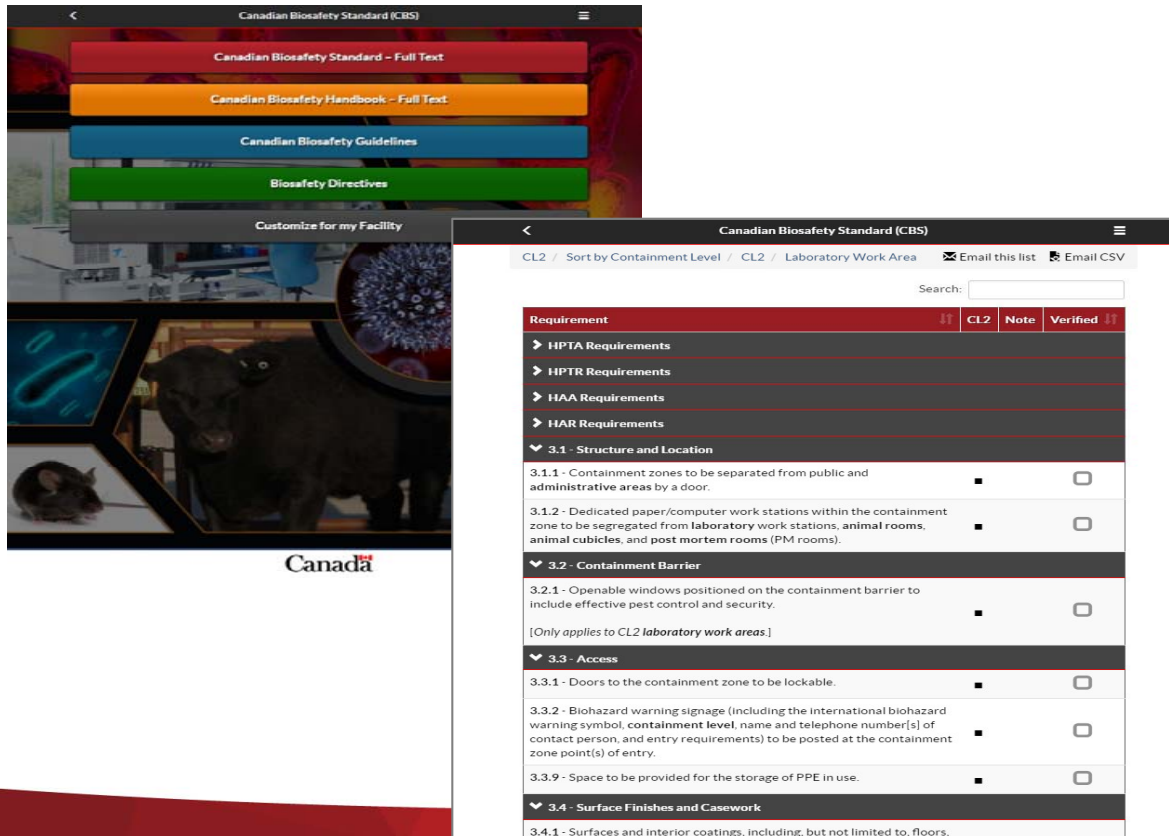 Canadian Biosafety Standard (CBS)
Canadian Biosafety Standard – Full Text
Canadian Biosafety Handbook – Full Text
Canadian Biosafety Guidelines
Biosafety Directives
Customize for my Facility
Canada
Canadian Biosafety Standard (CBS)
CL2 / Sort by Containment Level / CL2 / Laboratory Work Area Email this list Email CSV
Search:
Requirement CL2 Note Verified
HPTA Requirements
HPTR Requirements
HAA Requirements
HAR Requirements
3.1 - Structure and Location
3.1.1 - Containment zones to be separated from public and
administrative areas by a door.
3.1.2 - Dedicated paper/computer work stations within the containment
zone to be segregated from laboratory work stations, animal rooms,
animal cubicles, and post mortem rooms (PM rooms).
3.2 - Containment Barrier
3.2.1 - Openable windows positioned on the containment barrier to
include effective pest control and security.
[Only applies to CL2 laboratory work areas.]
3.3 - Access
3.3.1 - Doors to the containment zone to be lockable.
3.3.2 - Biohazard warning signage (including the international biohazard
warning symbol, containment level, name and telephone number[s] of
contact person, and entry requirements) to be posted at the containment
zone point(s) of entry.
3.3.9 - Space to be provided for the storage of PPE in use.
3.4 - Surface Finishes and Casework
3.4.1 - Surfaces and interior coatings, including, but not limited to, floors,